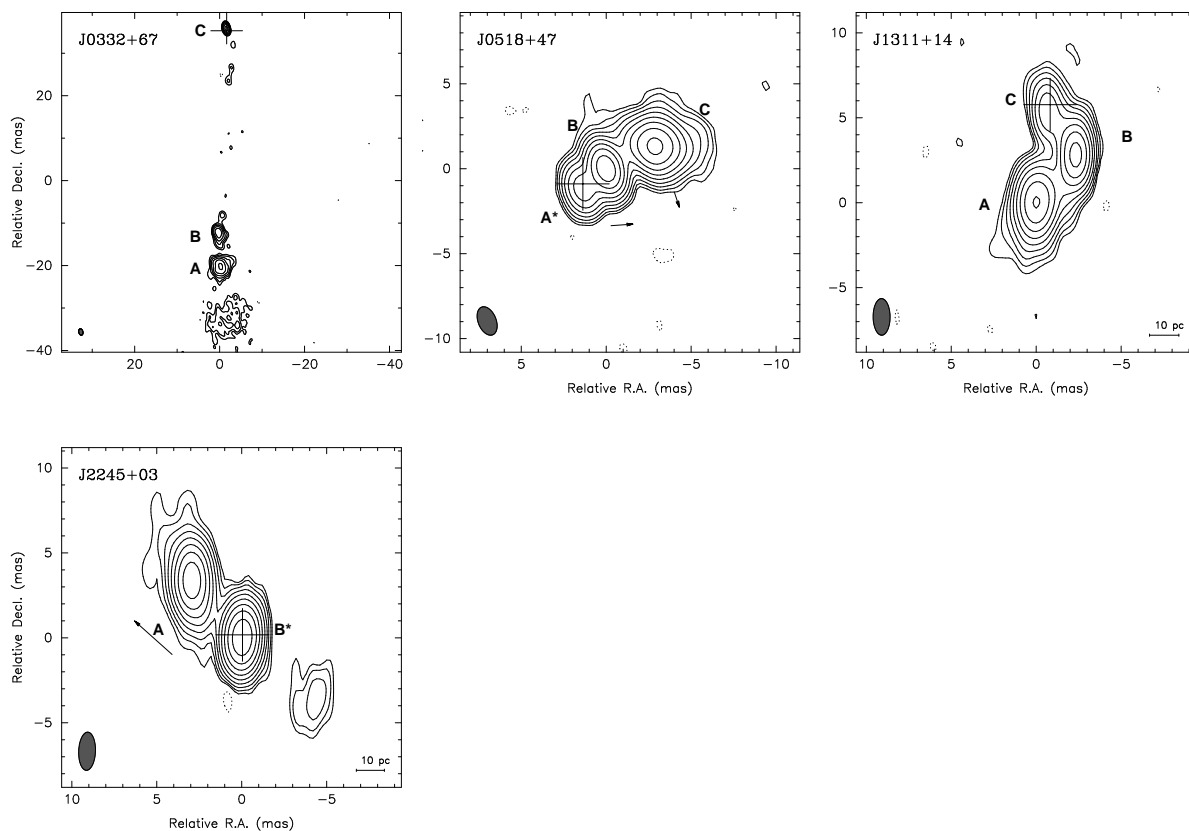 J0332+67
C
B
A
Relative Decl. (mas)
20
0
−20
−40
20
0
−20
−40
J0518+47
B
C
A*
5
0
−5
−10
5
0
−5
−10
Relative R.A. (mas)
J1311+14
C
B
A
10
5
0
−5
10 pc
10
5
0
−5
Relative R.A. (mas)
J2245+03
A
B*
Relative Decl. (mas)
10
5
0
−5
10 pc
10
5
0
−5
Relative R.A. (mas)